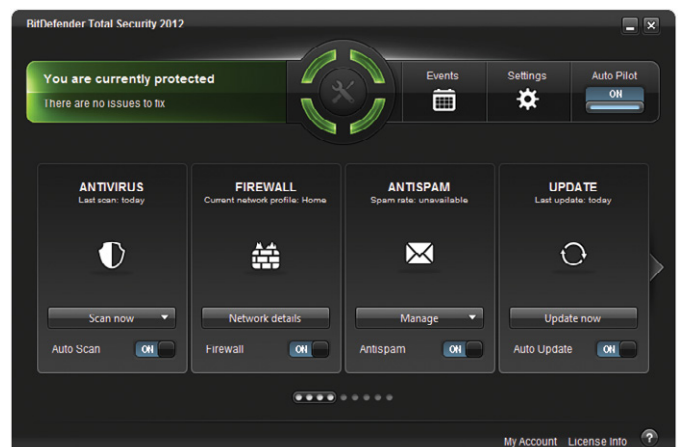 BitDefender Total Security 2012
You are currently protected
There are no issues to fix
Events
Settings
Auto Pilot
ON
ANTIVIRUS
Last scan: today
Scan now
Auto Scan ON
FIREWALL
Current network profile: Home
Network details
Firewall ON
ANTISPAM
Spam rate: unavailable
Manage
Antispam ON
UPDATE
Last update: today
Update now
Auto Update ON
My Account License Info ?